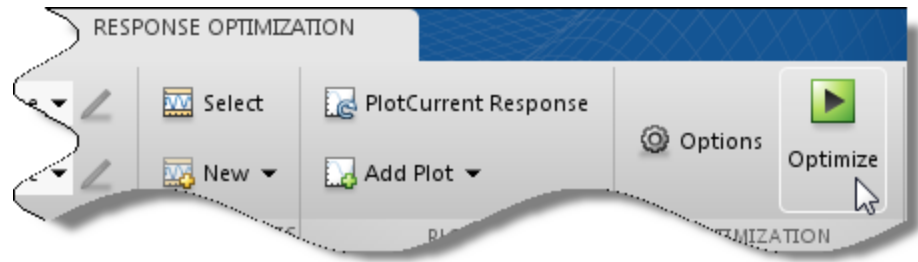 RESPONSE OPTIMIZATION
Select
PlotCurrent Response
Options
Optimize
New
Add Plot